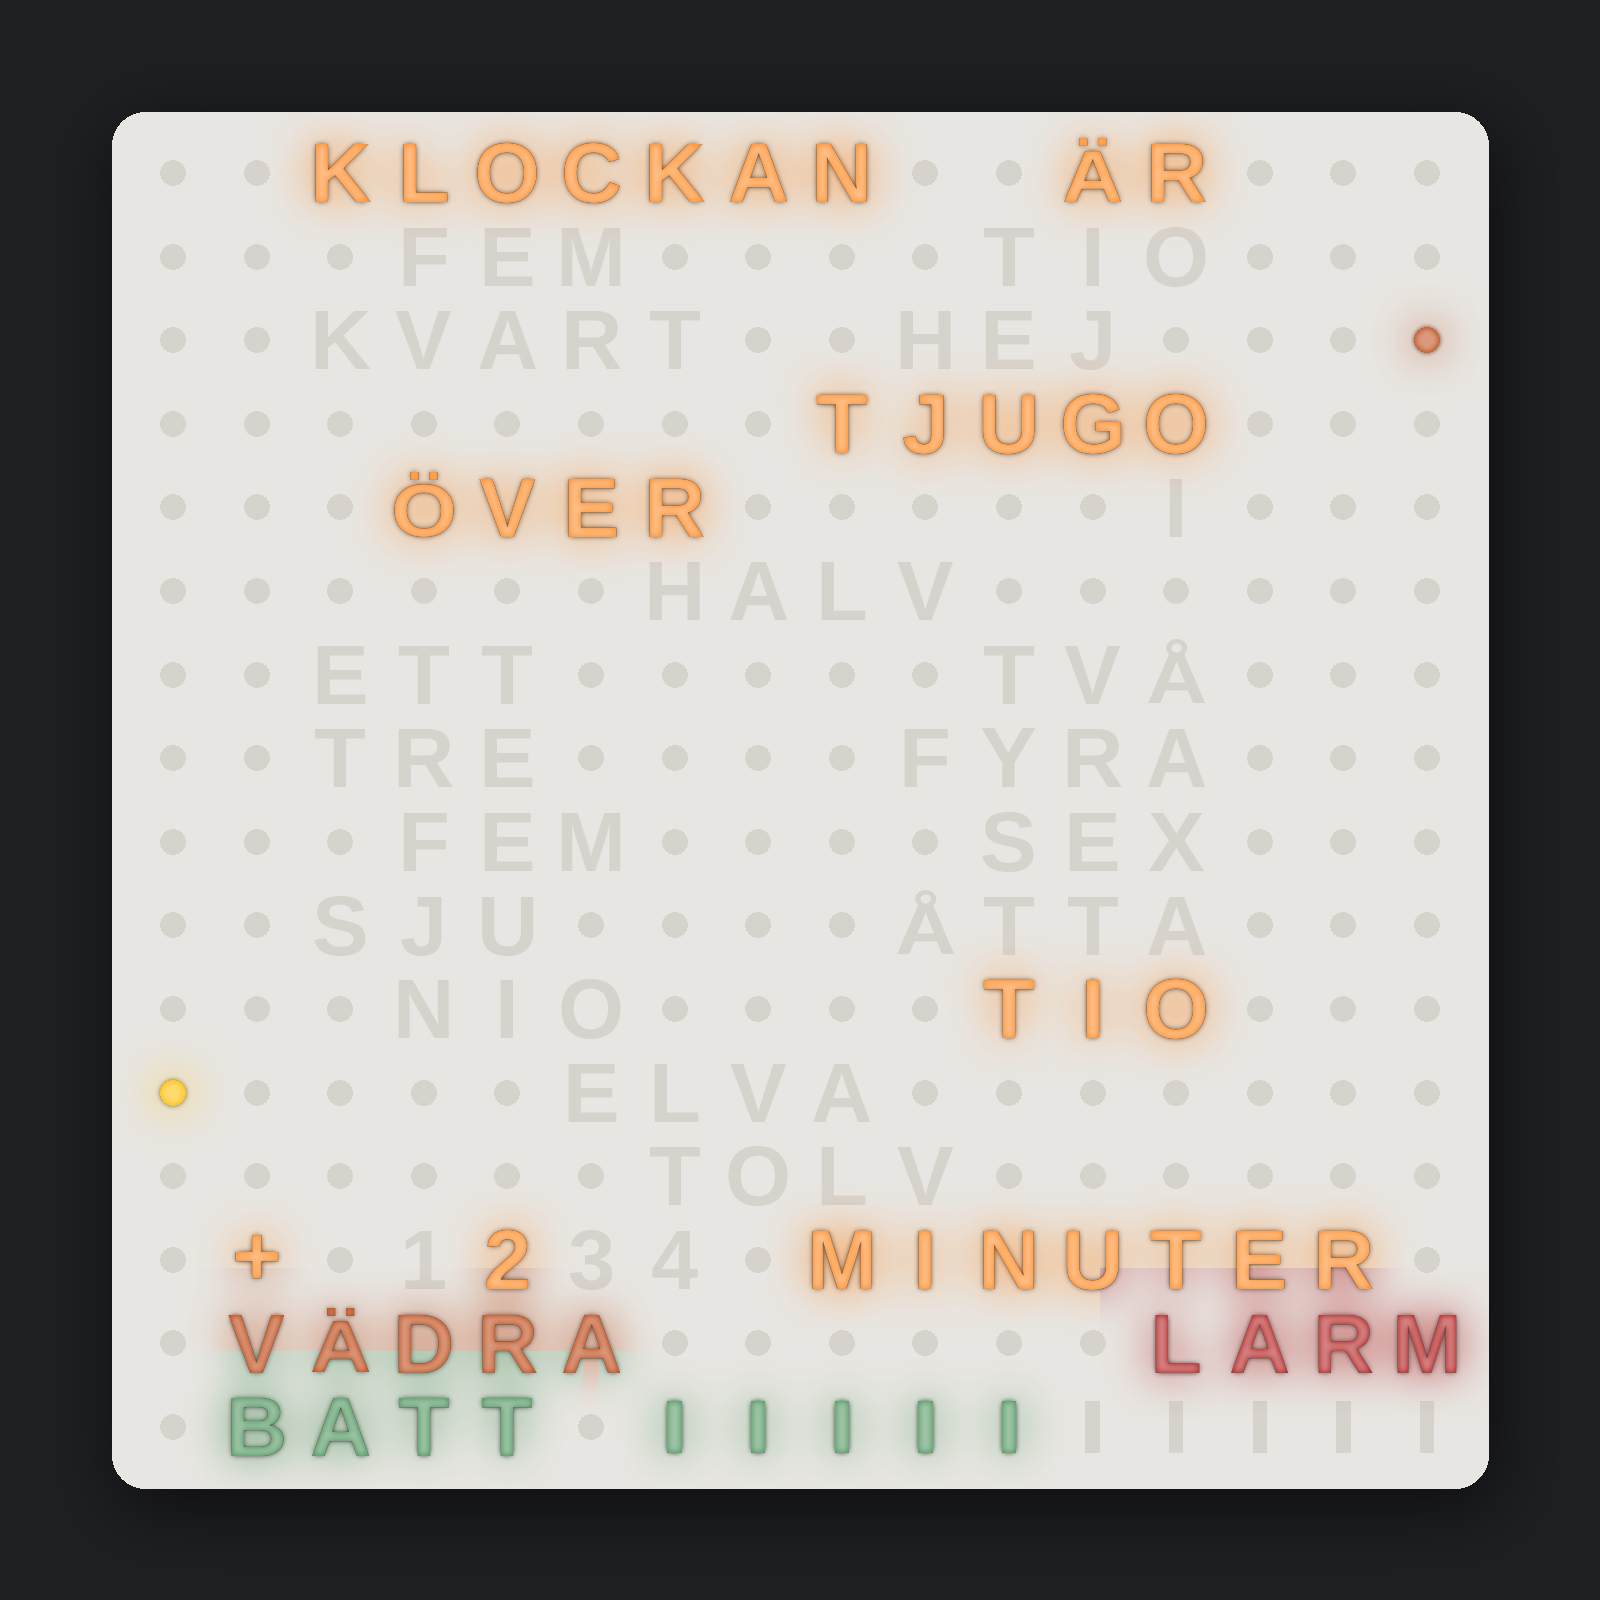 KLOCKAN ÄR
FEM TIO
KVART HEJ
TJUGO
ÖVER I
HALV
ETT TVÅ
TRE FYRA
FEM SEX
SJU ÅTTA
NIO TIO
ELVA
TOLV
+ 1 2 3 4 MINUTER
VÄDRA LARM
BATT I I I I I I I I I I